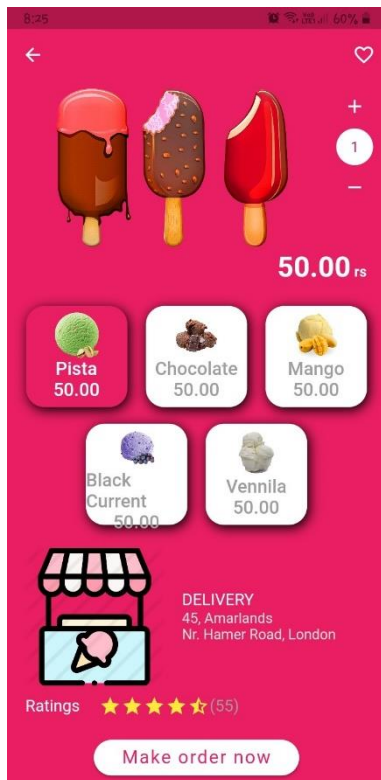 8:25
60%
+
1
−
50.00 rs
Pista
50.00
Chocolate
50.00
Mango
50.00
Black
Current
50.00
Vennila
50.00
DELIVERY
45, Amarlands
Nr. Hamer Road, London
Ratings
(55)
Make order now